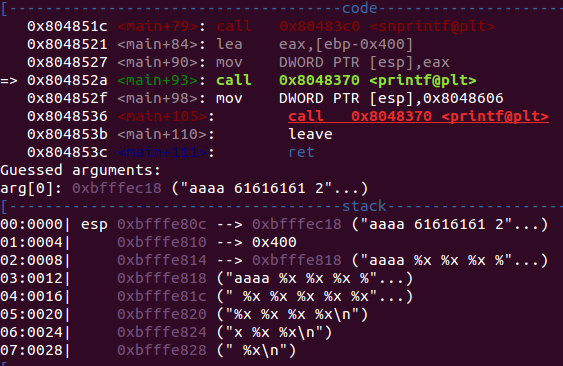 [-------------------------------------code-------------------------------------]
   0x804851c <main+79>: call   0x80483c0 <snprintf@plt>
   0x8048521 <main+84>: lea    eax,[ebp-0x400]
   0x8048527 <main+90>: mov    DWORD PTR [esp],eax
=> 0x804852a <main+93>: call   0x8048370 <printf@plt>
   0x804852f <main+98>: mov    DWORD PTR [esp],0x8048606
   0x8048536 <main+105>:        call   0x8048370 <printf@plt>
   0x804853b <main+110>:        leave
   0x804853c <main+111>:        ret
Guessed arguments:
arg[0]: 0xbfffec18 ("aaaa 61616161 2"...)
[------------------------------------stack-------------------------------------]
00:0000| esp 0xbfffe80c --> 0xbfffec18 ("aaaa 61616161 2"...)
01:0004|     0xbfffe810 --> 0x400
02:0008|     0xbfffe814 --> 0xbfffe818 ("aaaa %x %x %x %"...)
03:0012|     0xbfffe818 ("aaaa %x %x %x %"...)
04:0016|     0xbfffe81c (" %x %x %x %x %x"...)
05:0020|     0xbfffe820 ("%x %x %x %x\n")
06:0024|     0xbfffe824 ("x %x %x\n")
07:0028|     0xbfffe828 (" %x\n")